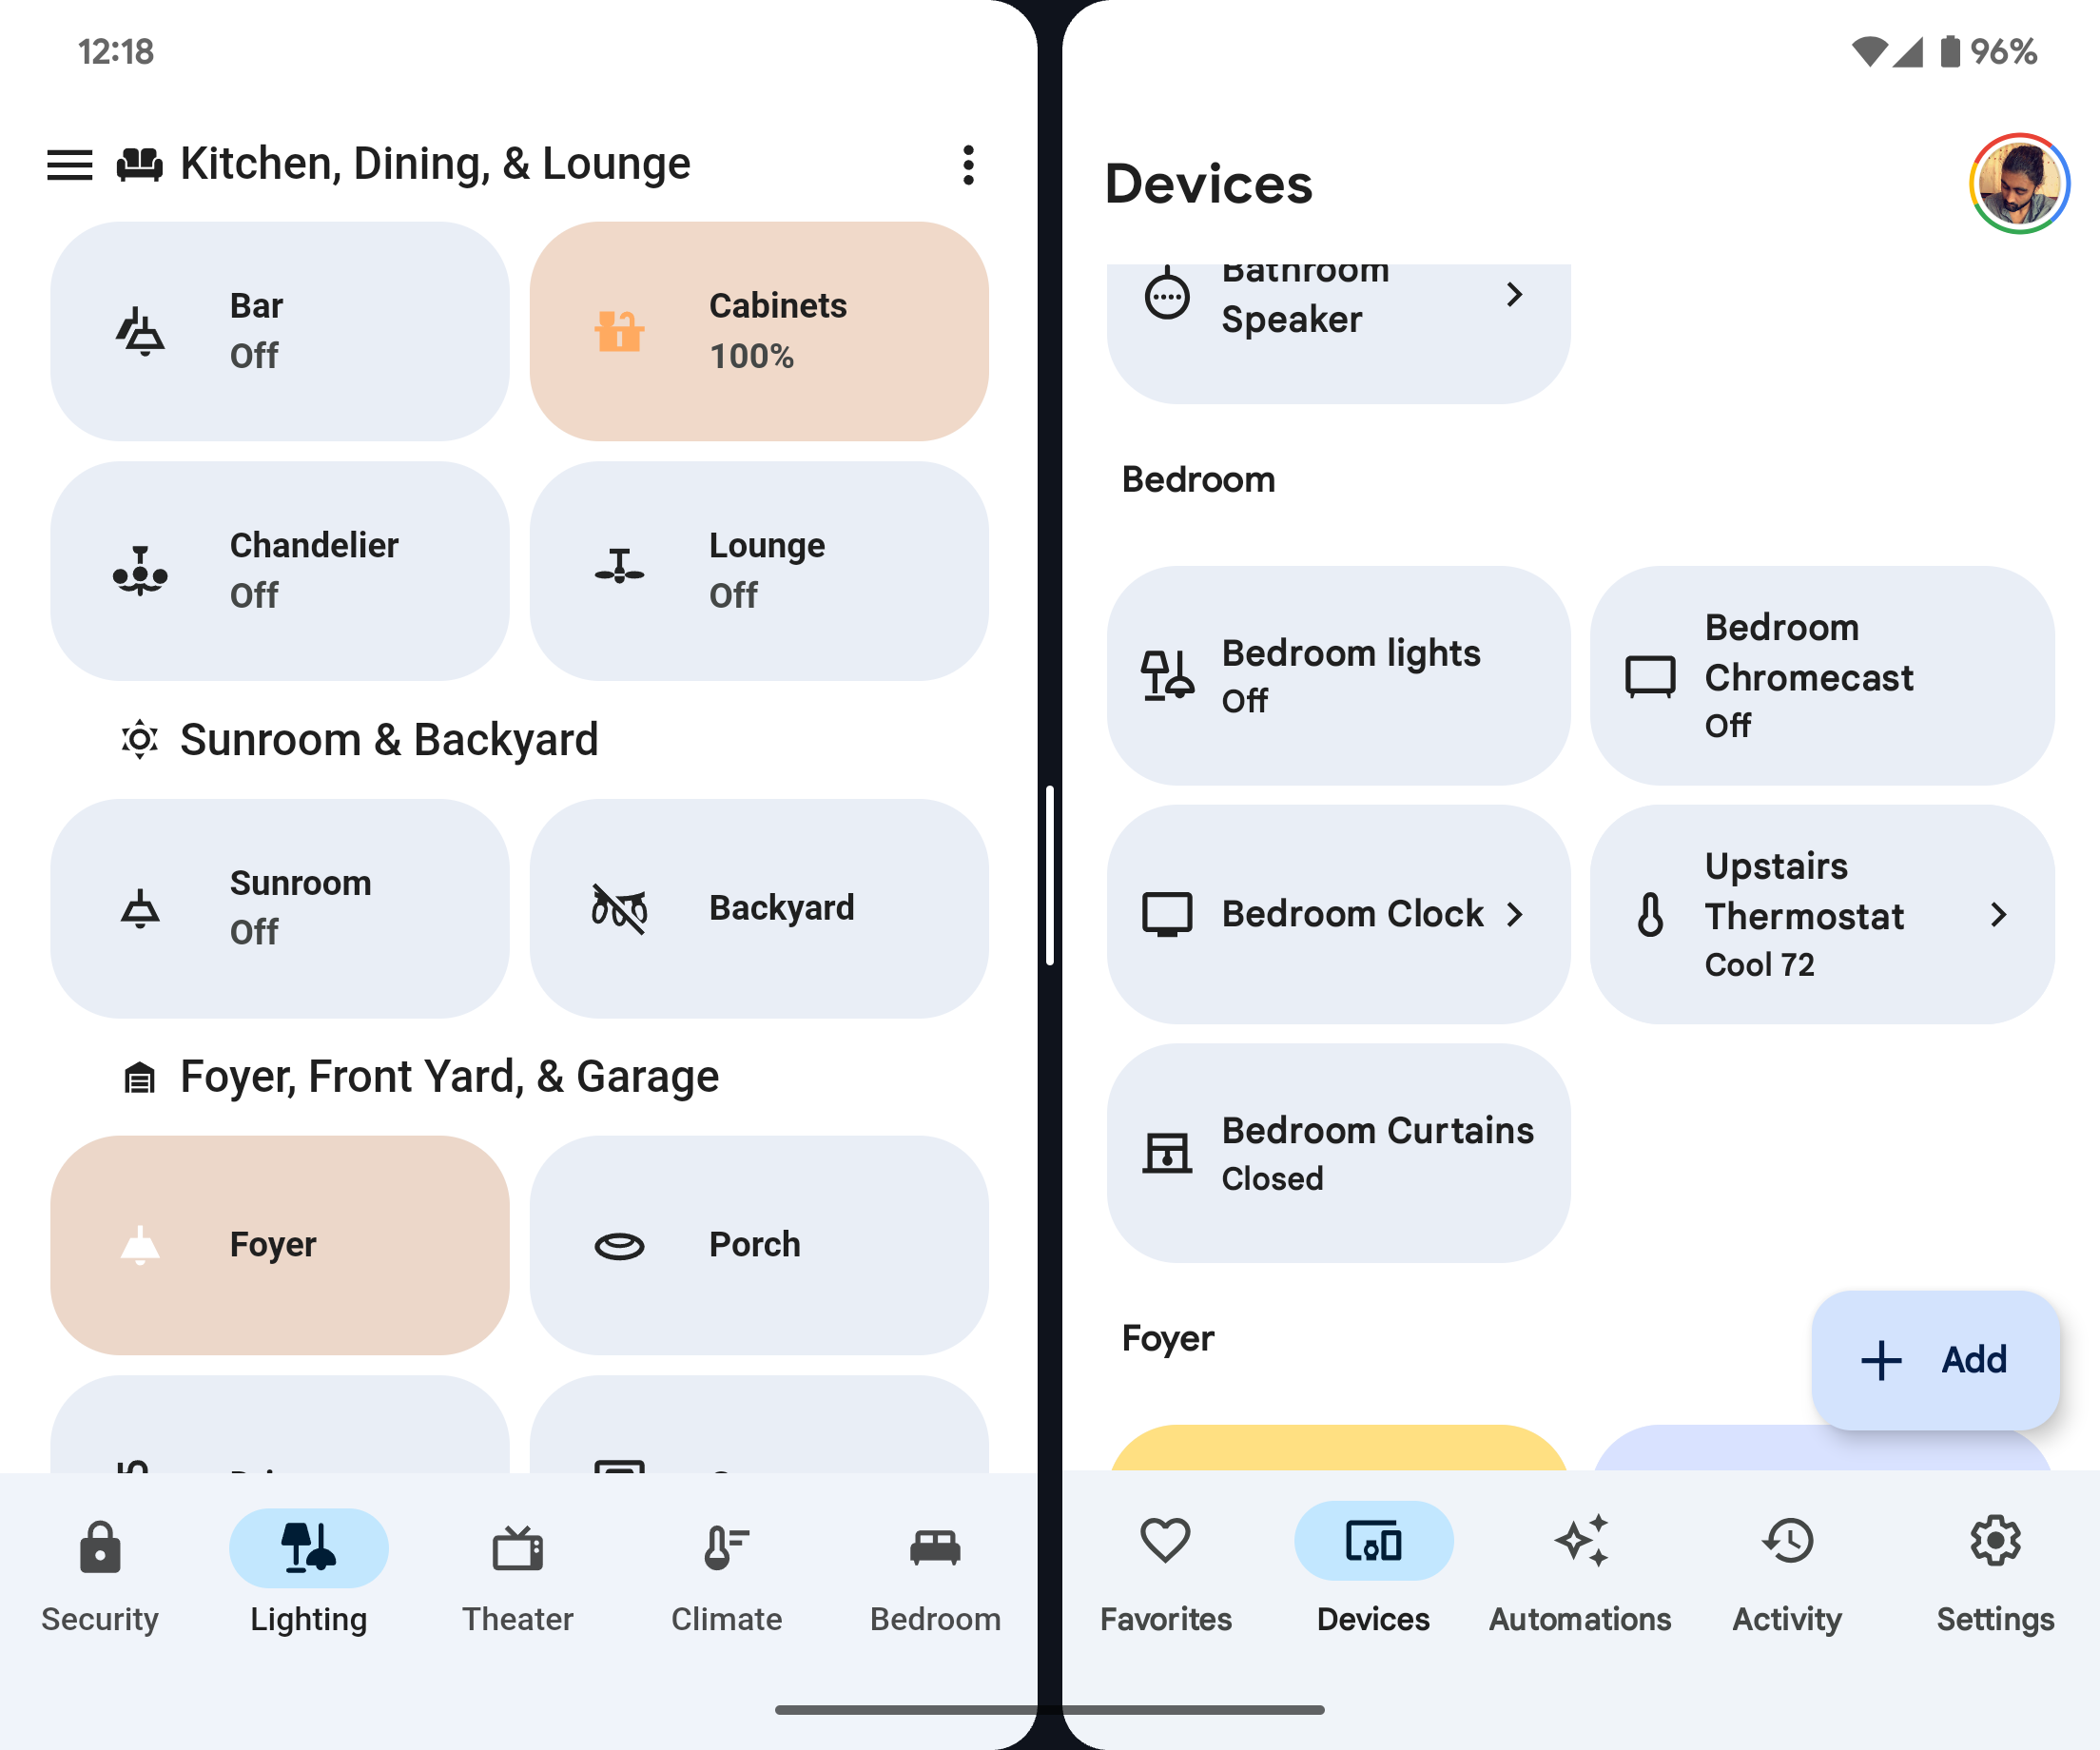 12:18
Kitchen, Dining, & Lounge
Bar
Off
Cabinets
100%
Chandelier
Off
Lounge
Off
Sunroom & Backyard
Sunroom
Off
Backyard
Foyer, Front Yard, & Garage
Foyer
Porch
Security
Lighting
Theater
Climate
Bedroom
96%
Devices
Bathroom
Speaker
Bedroom
Bedroom lights
Off
Bedroom
Chromecast
Off
Bedroom Clock
Upstairs
Thermostat
Cool 72
Bedroom Curtains
Closed
Foyer
Add
Favorites
Devices
Automations
Activity
Settings